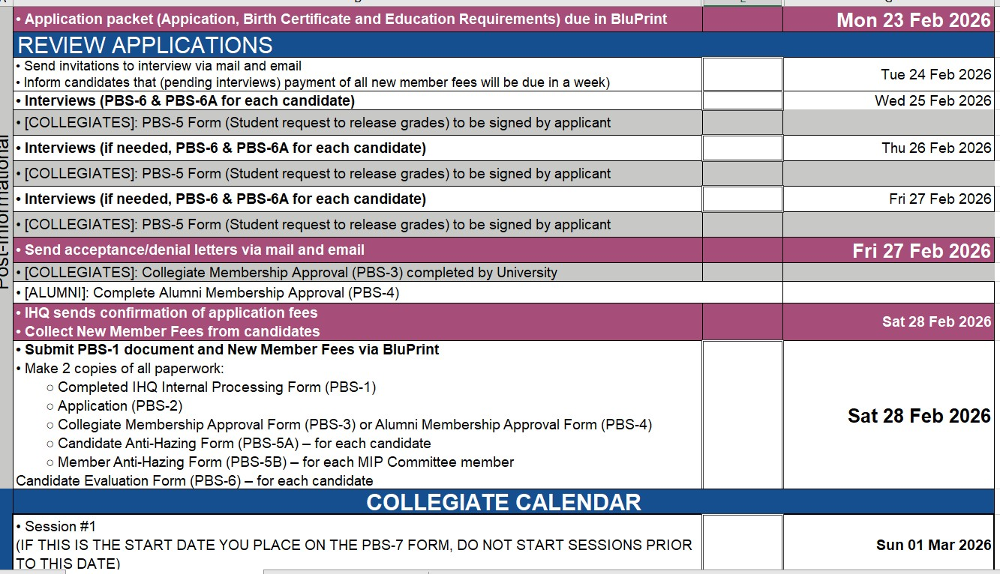 • Application packet (Appication, Birth Certificate and Education Requirements) due in BluPrint
Mon 23 Feb 2026
REVIEW APPLICATIONS
• Send invitations to interview via mail and email
• Inform candidates that (pending interviews) payment of all new member fees will be due in a week)
Tue 24 Feb 2026
• Interviews (PBS-6 & PBS-6A for each candidate)
Wed 25 Feb 2026
• [COLLEGIATES]: PBS-5 Form (Student request to release grades) to be signed by applicant
• Interviews (if needed, PBS-6 & PBS-6A for each candidate)
Thu 26 Feb 2026
• [COLLEGIATES]: PBS-5 Form (Student request to release grades) to be signed by applicant
• Interviews (if needed, PBS-6 & PBS-6A for each candidate)
Fri 27 Feb 2026
• [COLLEGIATES]: PBS-5 Form (Student request to release grades) to be signed by applicant
• Send acceptance/denial letters via mail and email
Fri 27 Feb 2026
• [COLLEGIATES]: Collegiate Membership Approval (PBS-3) completed by University
• [ALUMNI]: Complete Alumni Membership Approval (PBS-4)
• IHQ sends confirmation of application fees
• Collect New Member Fees from candidates
Sat 28 Feb 2026
• Submit PBS-1 document and New Member Fees via BluPrint
• Make 2 copies of all paperwork:
○ Completed IHQ Internal Processing Form (PBS-1)
○ Application (PBS-2)
○ Collegiate Membership Approval Form (PBS-3) or Alumni Membership Approval Form (PBS-4)
○ Candidate Anti-Hazing Form (PBS-5A) – for each candidate
○ Member Anti-Hazing Form (PBS-5B) – for each MIP Committee member
Candidate Evaluation Form (PBS-6) – for each candidate
Sat 28 Feb 2026
COLLEGIATE CALENDAR
• Session #1
(IF THIS IS THE START DATE YOU PLACE ON THE PBS-7 FORM, DO NOT START SESSIONS PRIOR
TO THIS DATE)
Sun 01 Mar 2026
Post-Informational